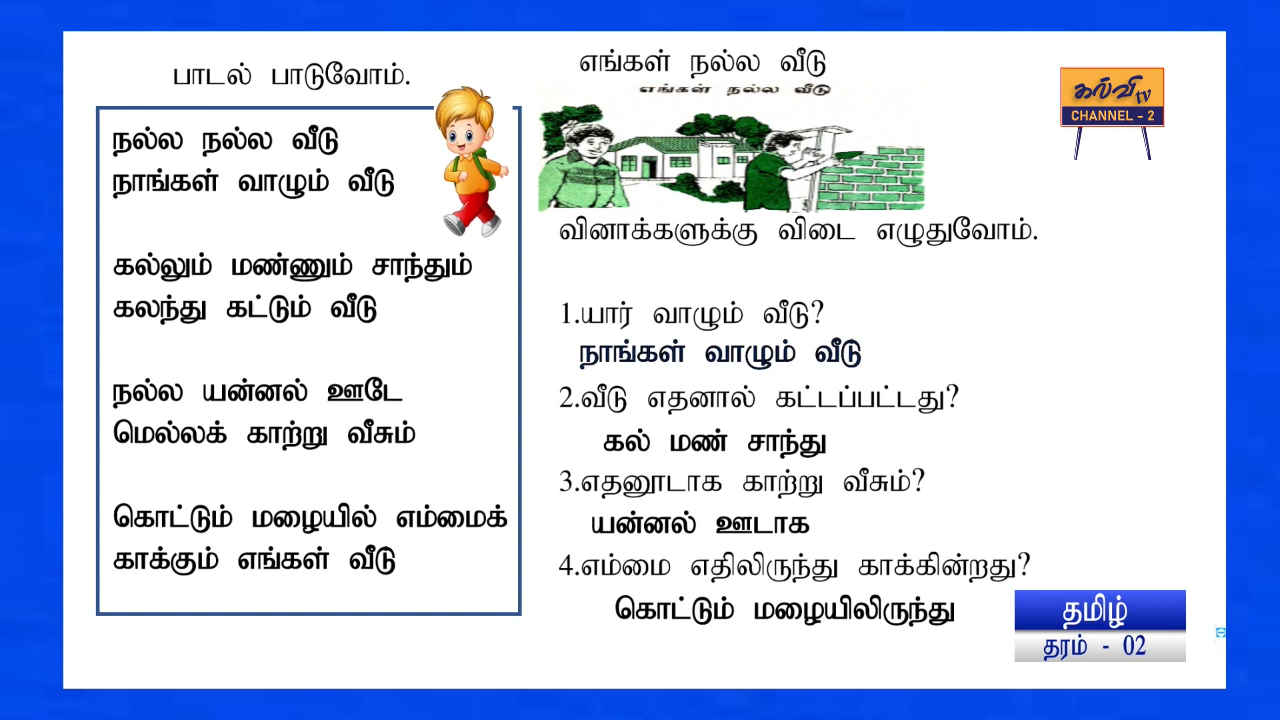 பாடல் பாடுவோம்.
நல்ல நல்ல வீடு
நாங்கள் வாழும் வீடு
கல்லும் மண்ணும் சாந்தும்
கலந்து கட்டும் வீடு
நல்ல யன்னல் ஊடே
மெல்லக் காற்று வீசும்
கொட்டும் மழையில் எம்மைக்
காக்கும் எங்கள் வீடு
எங்கள் நல்ல வீடு
எங்கள் நல்ல வீடு
வினாக்களுக்கு விடை எழுதுவோம்.
1.யார் வாழும் வீடு?
நாங்கள் வாழும் வீடு
2.வீடு எதனால் கட்டப்பட்டது?
கல் மண் சாந்து
3.எதனூடாக காற்று வீசும்?
யன்னல் ஊடாக
4.எம்மை எதிலிருந்து காக்கின்றது?
கொட்டும் மழையிலிருந்து
கல்வி tv
CHANNEL - 2
தமிழ்
தரம் - 02